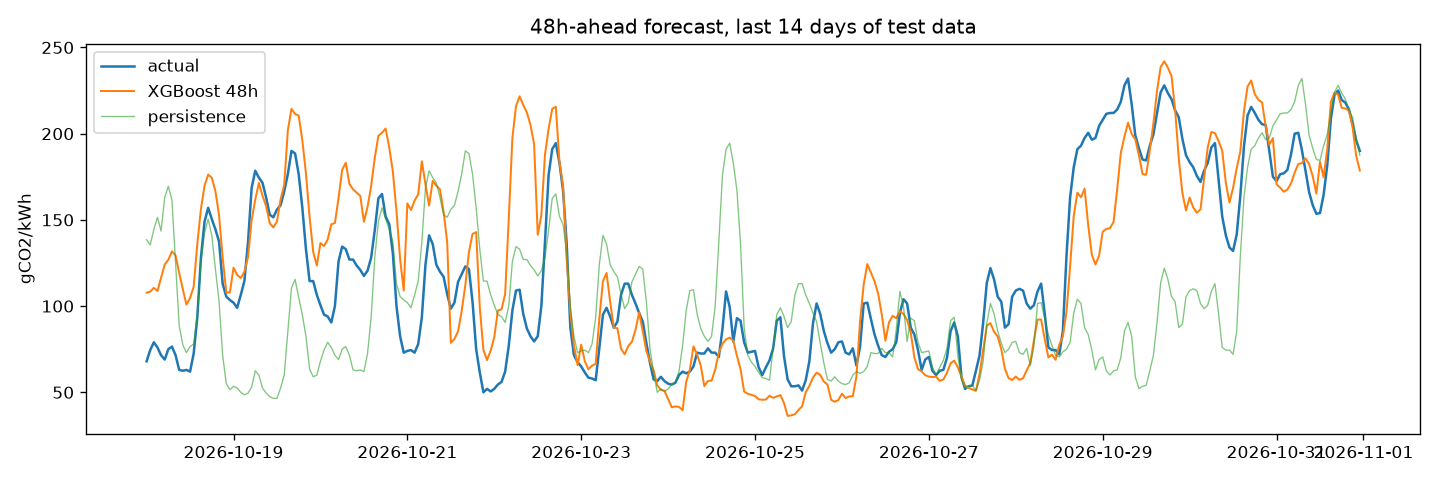 48h-ahead forecast, last 14 days of test data
250
200
150
100
50
gCO2/kWh
actual
XGBoost 48h
persistence
2026-10-19
2026-10-21
2026-10-23
2026-10-25
2026-10-27
2026-10-29
2026-10-31
2026-11-01